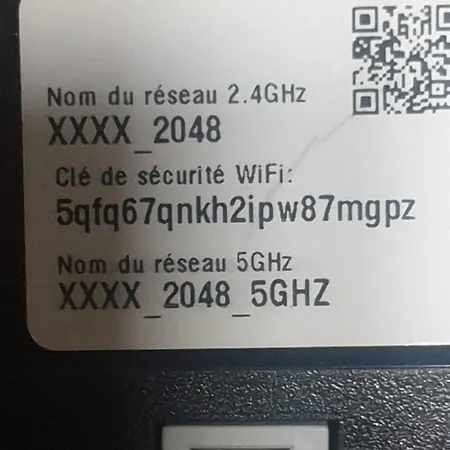 Nom du réseau 2.4GHz
XXXX_2048
Clé de sécurité WiFi:
5qfq67qnkh2ipw87mgpz
Nom du réseau 5GHz
XXXX_2048_5GHZ